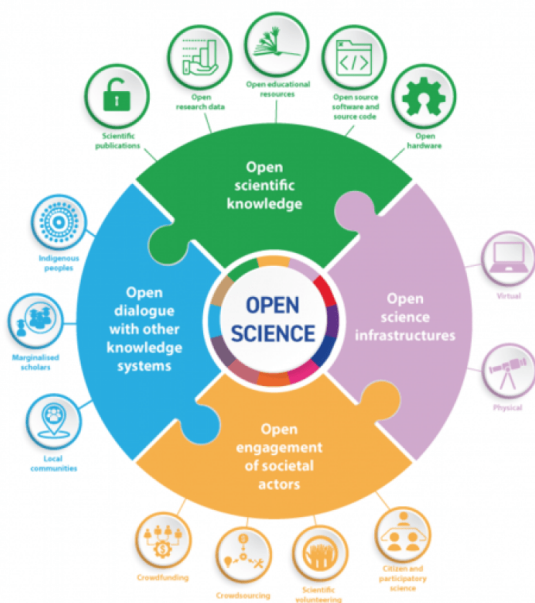 Open educational
resources
Open
research data
Open source
software and
source code
Scientific
publications
Open
hardware
Open
scientific
knowledge
Indigenous
peoples
Virtual
Open
dialogue
with other
knowledge
systems
OPEN
SCIENCE
Open
science
infrastructures
Marginalised
scholars
Physical
Local
communities
Open
engagement
of societal
actors
Crowdfunding
Crowdsourcing
Scientific
volunteering
Citizen and
participatory
science